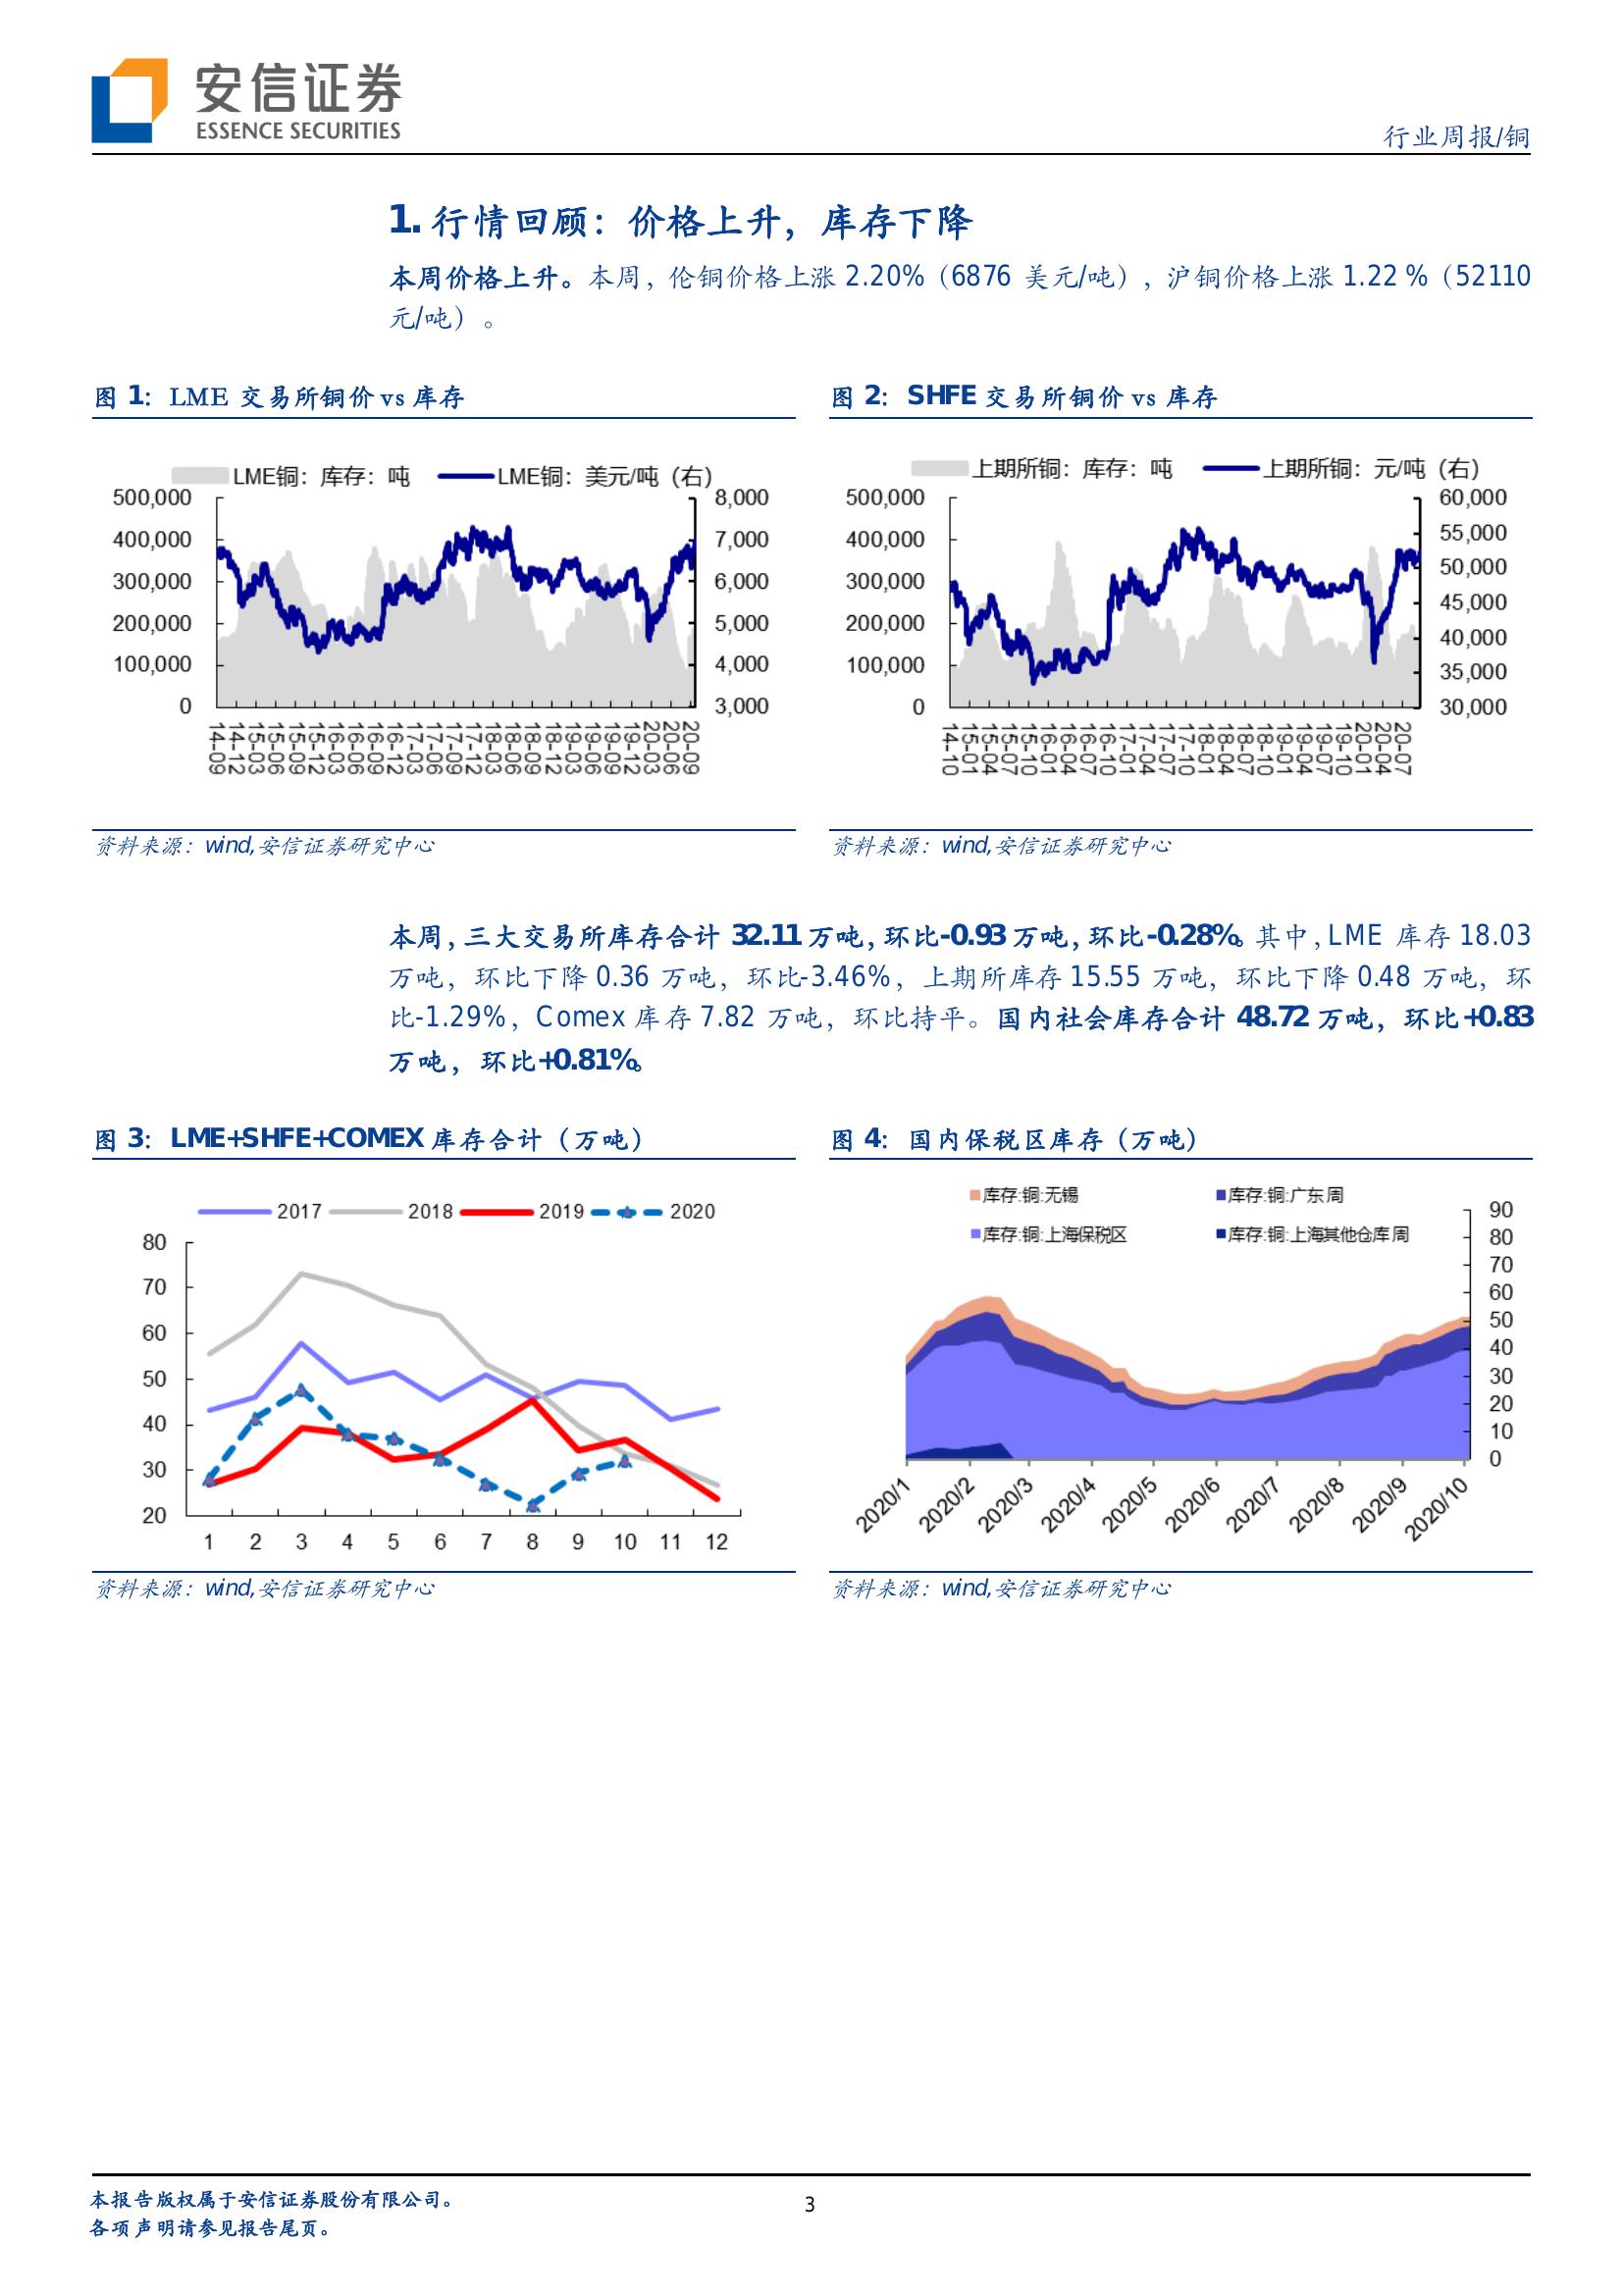 安信证券
ESSENCE SECURITIES
行业周报/铜
1. 行情回顾：价格上升，库存下降
本周价格上升。本周，伦铜价格上涨 2.20%（6876 美元/吨），沪铜价格上涨 1.22 %（52110
元/吨）。
图 1：LME 交易所铜价 vs 库存
LME铜：库存：吨 LME铜：美元/吨（右）
500,000
400,000
300,000
200,000
100,000
0
8,000
7,000
6,000
5,000
4,000
3,000
14-09 14-12 15-03 15-06 15-09 15-12 16-03 16-06 16-09 16-12 17-03 17-06 17-09 17-12 18-03 18-06 18-09 18-12 19-03 19-06 19-09 19-12 20-03 20-06 20-09
资料来源：wind,安信证券研究中心
图 2：SHFE 交易所铜价 vs 库存
上期所铜：库存：吨 上期所铜：元/吨（右）
500,000
400,000
300,000
200,000
100,000
0
60,000
55,000
50,000
45,000
40,000
35,000
30,000
14-10 15-01 15-04 15-07 15-10 16-01 16-04 16-07 16-10 17-01 17-04 17-07 17-10 18-01 18-04 18-07 18-10 19-01 19-04 19-07 19-10 20-01 20-04 20-07
资料来源：wind,安信证券研究中心
本周，三大交易所库存合计 32.11 万吨，环比-0.93 万吨，环比-0.28%。其中，LME 库存 18.03
万吨，环比下降 0.36 万吨，环比-3.46%，上期所库存 15.55 万吨，环比下降 0.48 万吨，环
比-1.29%，Comex 库存 7.82 万吨，环比持平。国内社会库存合计 48.72 万吨，环比+0.83
万吨，环比+0.81%。
图 3：LME+SHFE+COMEX 库存合计（万吨）
2017 2018 2019 2020
80
70
60
50
40
30
20
1 2 3 4 5 6 7 8 9 10 11 12
资料来源：wind,安信证券研究中心
图 4：国内保税区库存（万吨）
库存:铜:无锡 库存:铜:广东 周
库存:铜:上海保税区 库存:铜:上海其他仓库 周
90
80
70
60
50
40
30
20
10
0
2020/1 2020/2 2020/3 2020/4 2020/5 2020/6 2020/7 2020/8 2020/9 2020/10
资料来源：wind,安信证券研究中心
本报告版权属于安信证券股份有限公司。
各项声明请参见报告尾页。
3